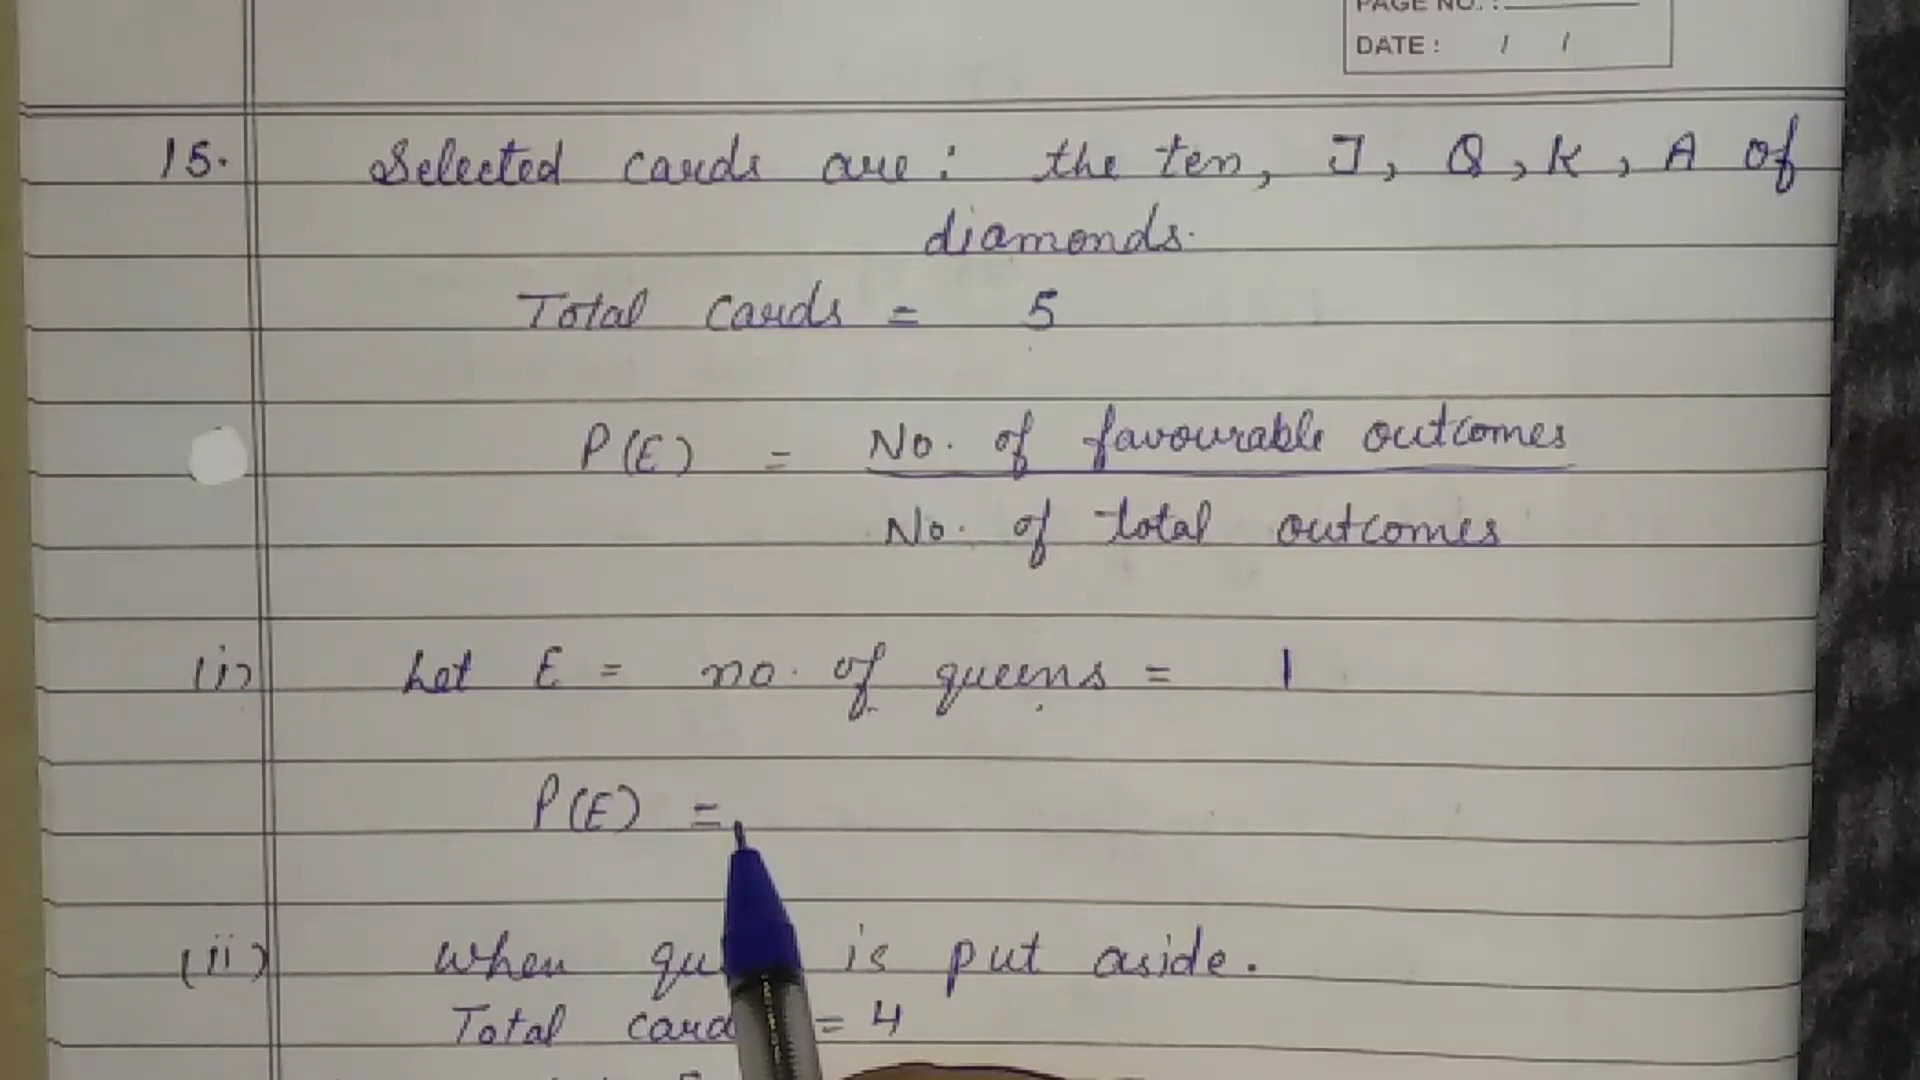 PAGE NO. :
DATE : / /
15. Selected cards are : the ten, J, Q, K, A of
diamonds.
Total cards = 5
P(E) = No. of favourable outcomes
No. of total outcomes
(i) Let E = no. of queens = 1
P(E) =
(ii) when is put aside.
Total = 4